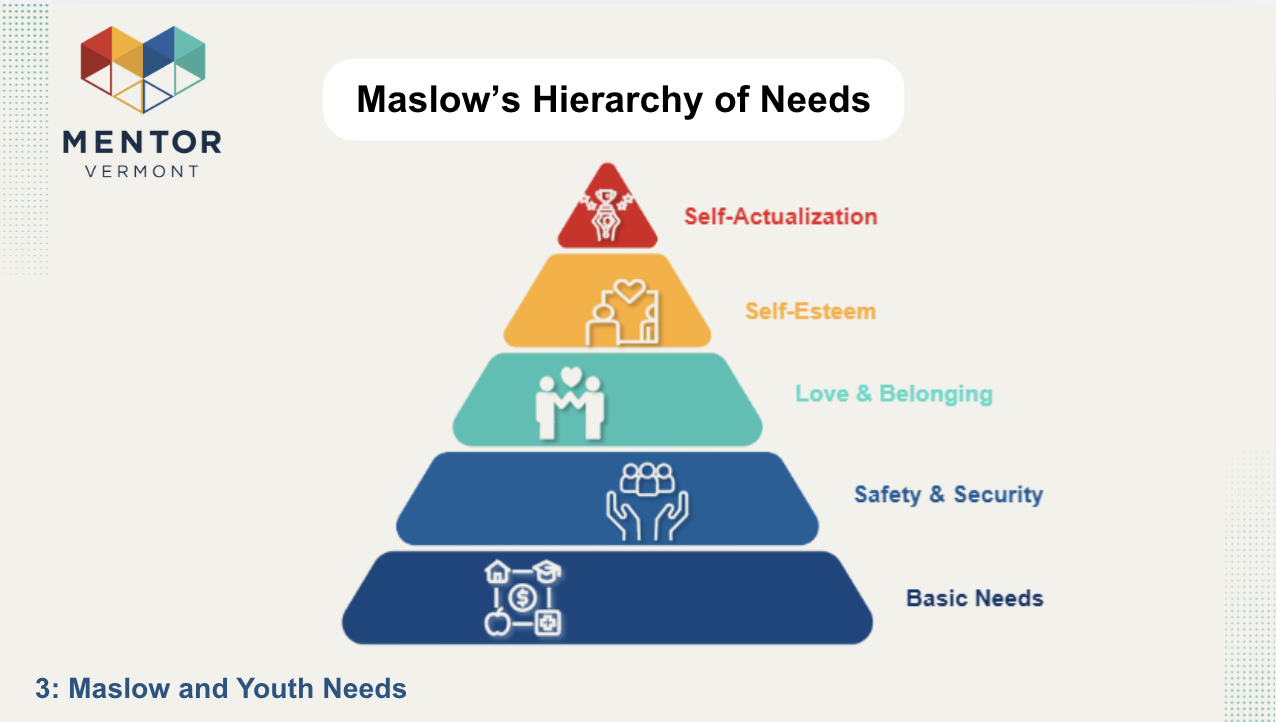 MENTOR
VERMONT
Maslow’s Hierarchy of Needs
Self-Actualization
Self-Esteem
Love & Belonging
Safety & Security
$
Basic Needs
3: Maslow and Youth Needs